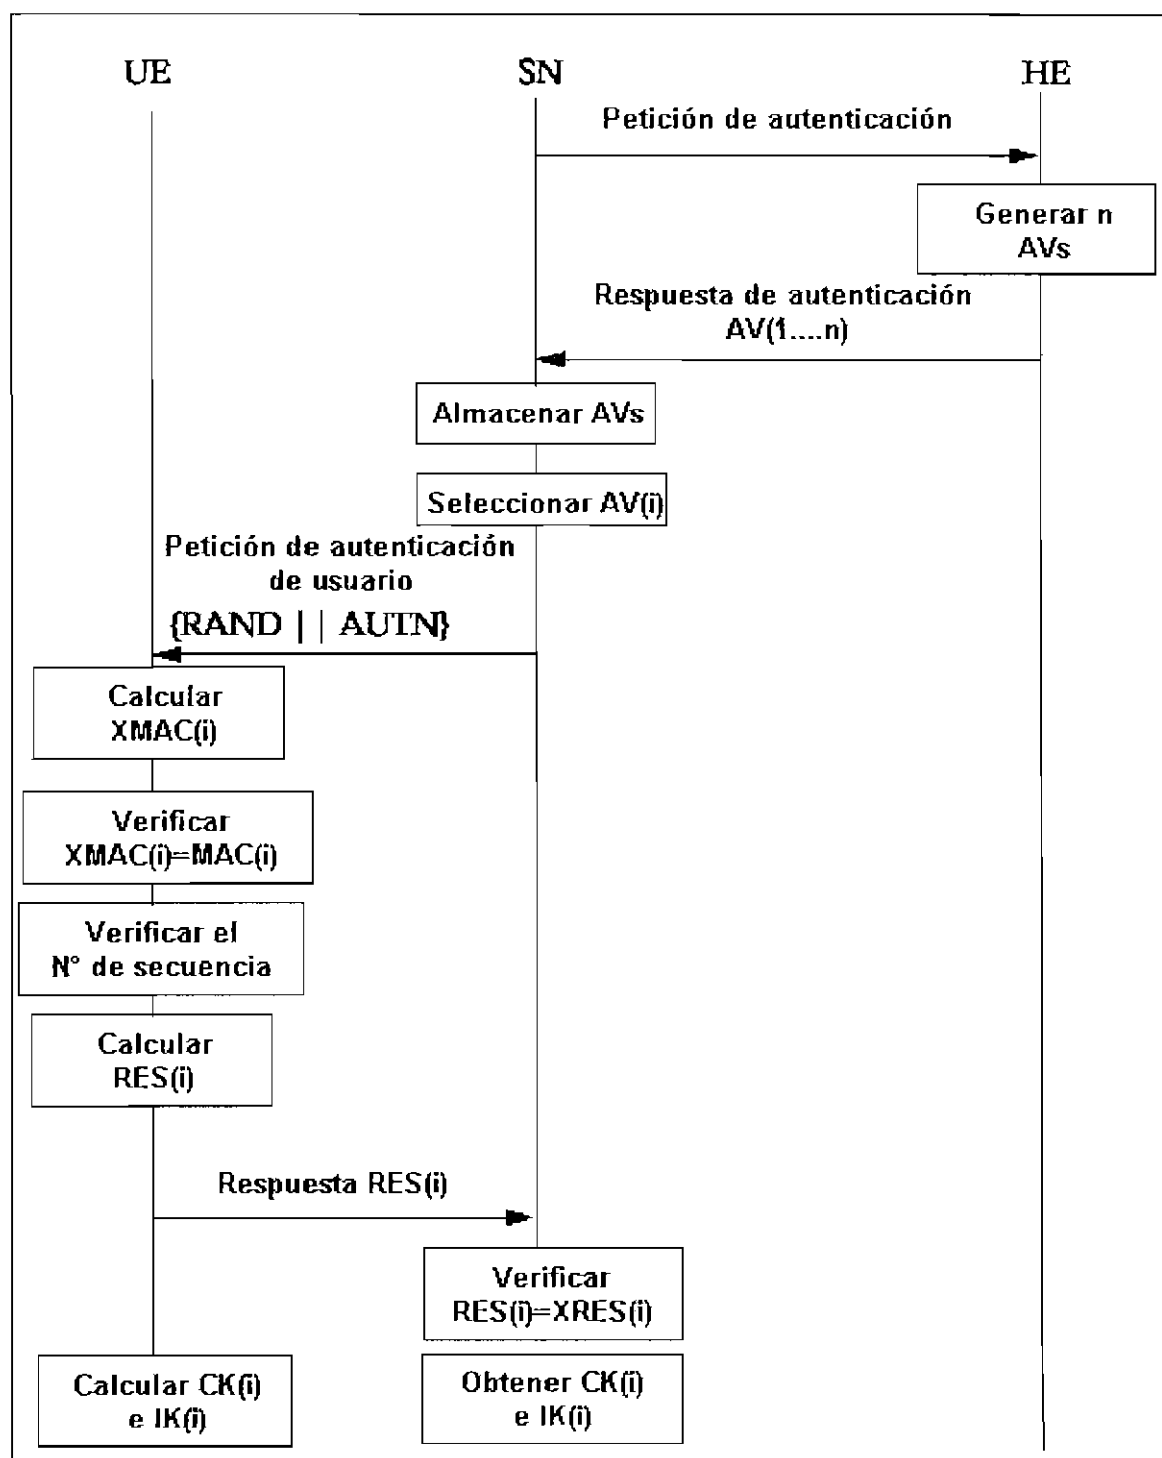 UE SN HE
Petición de autenticación
Generar n
AVs
Respuesta de autenticación
AV(1....n)
Almacenar AVs
Seleccionar AV(i)
Petición de autenticación
de usuario
{RAND || AUTN}
Calcular
XMAC(i)
Verificar
XMAC(i)=MAC(i)
Verificar el
N° de secuencia
Calcular
RES(i)
Respuesta RES(i)
Verificar
RES(i)=XRES(i)
Calcular CK(i)
e IK(i)
Obtener CK(i)
e IK(i)